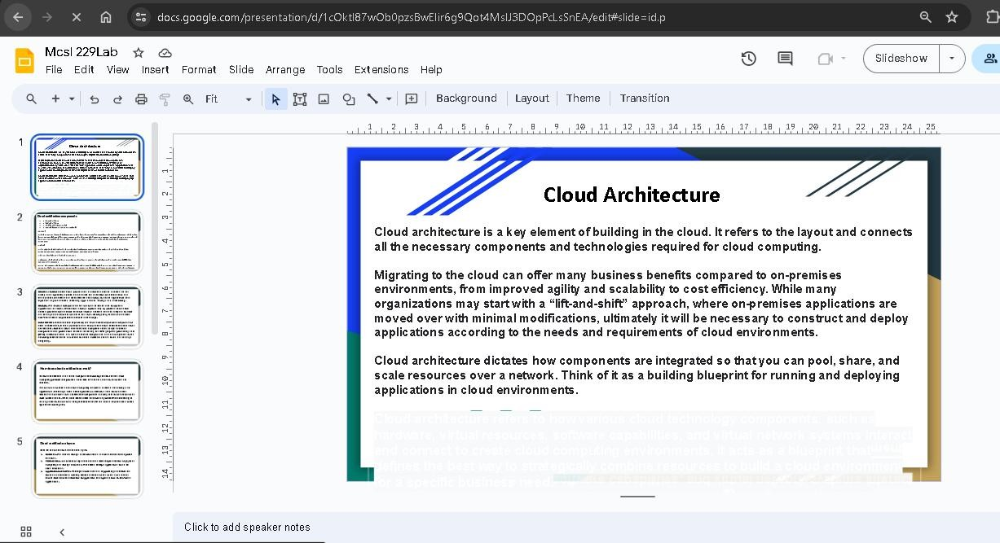 docs.google.com/presentation/d/1cOktI87wOb0pzsBwEIir6g9Qot4MsIJ3DOpPcLsSnEA/edit#slide=id.p
Mcsl 229Lab
File Edit View Insert Format Slide Arrange Tools Extensions Help
Slideshow
Fit
Background Layout Theme Transition
1 2 3 4 5 6 7 8 9 10 11 12 13 14 15 16 17 18 19 20 21 22 23 24 25
1
2
3
4
5
1 2 3 4 5 6 7 8 9 10 11 12 13 14
Cloud Architecture
Cloud architecture is a key element of building in the cloud. It refers to the layout and connects
all the necessary components and technologies required for cloud computing.
Migrating to the cloud can offer many business benefits compared to on-premises
environments, from improved agility and scalability to cost efficiency. While many
organizations may start with a “lift-and-shift” approach, where on-premises applications are
moved over with minimal modifications, ultimately it will be necessary to construct and deploy
applications according to the needs and requirements of cloud environments.
Cloud architecture dictates how components are integrated so that you can pool, share, and
scale resources over a network. Think of it as a building blueprint for running and deploying
applications in cloud environments.
Cloud architecture refers to how various cloud technology components, such as
hardware, virtual resources, software capabilities, and virtual network systems interact
and connect to create cloud computing environments. It acts as a blueprint that
defines the best way to strategically combine resources to build a cloud environment
for a specific business need.
Click to add speaker notes